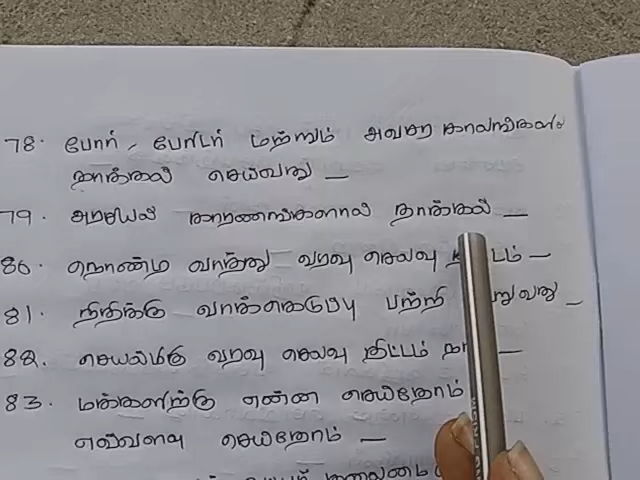 78. போர், பேரிடர் மற்றும் அவசர காலங்களில்
தாக்கல் செய்வது _
79. அரசியல் காரணங்களால் தாக்கல் _
80. நொண்டி வாத்து வரவு செலவு _
81. நிதிக்கு வாக்கெடுப்பு பற்றி
82. செயல்மிகு வரவு செலவு திட்டம் _
83. மக்களிற்கு என்ன செய்தோம்
எவ்வளவு செய்தோம் _